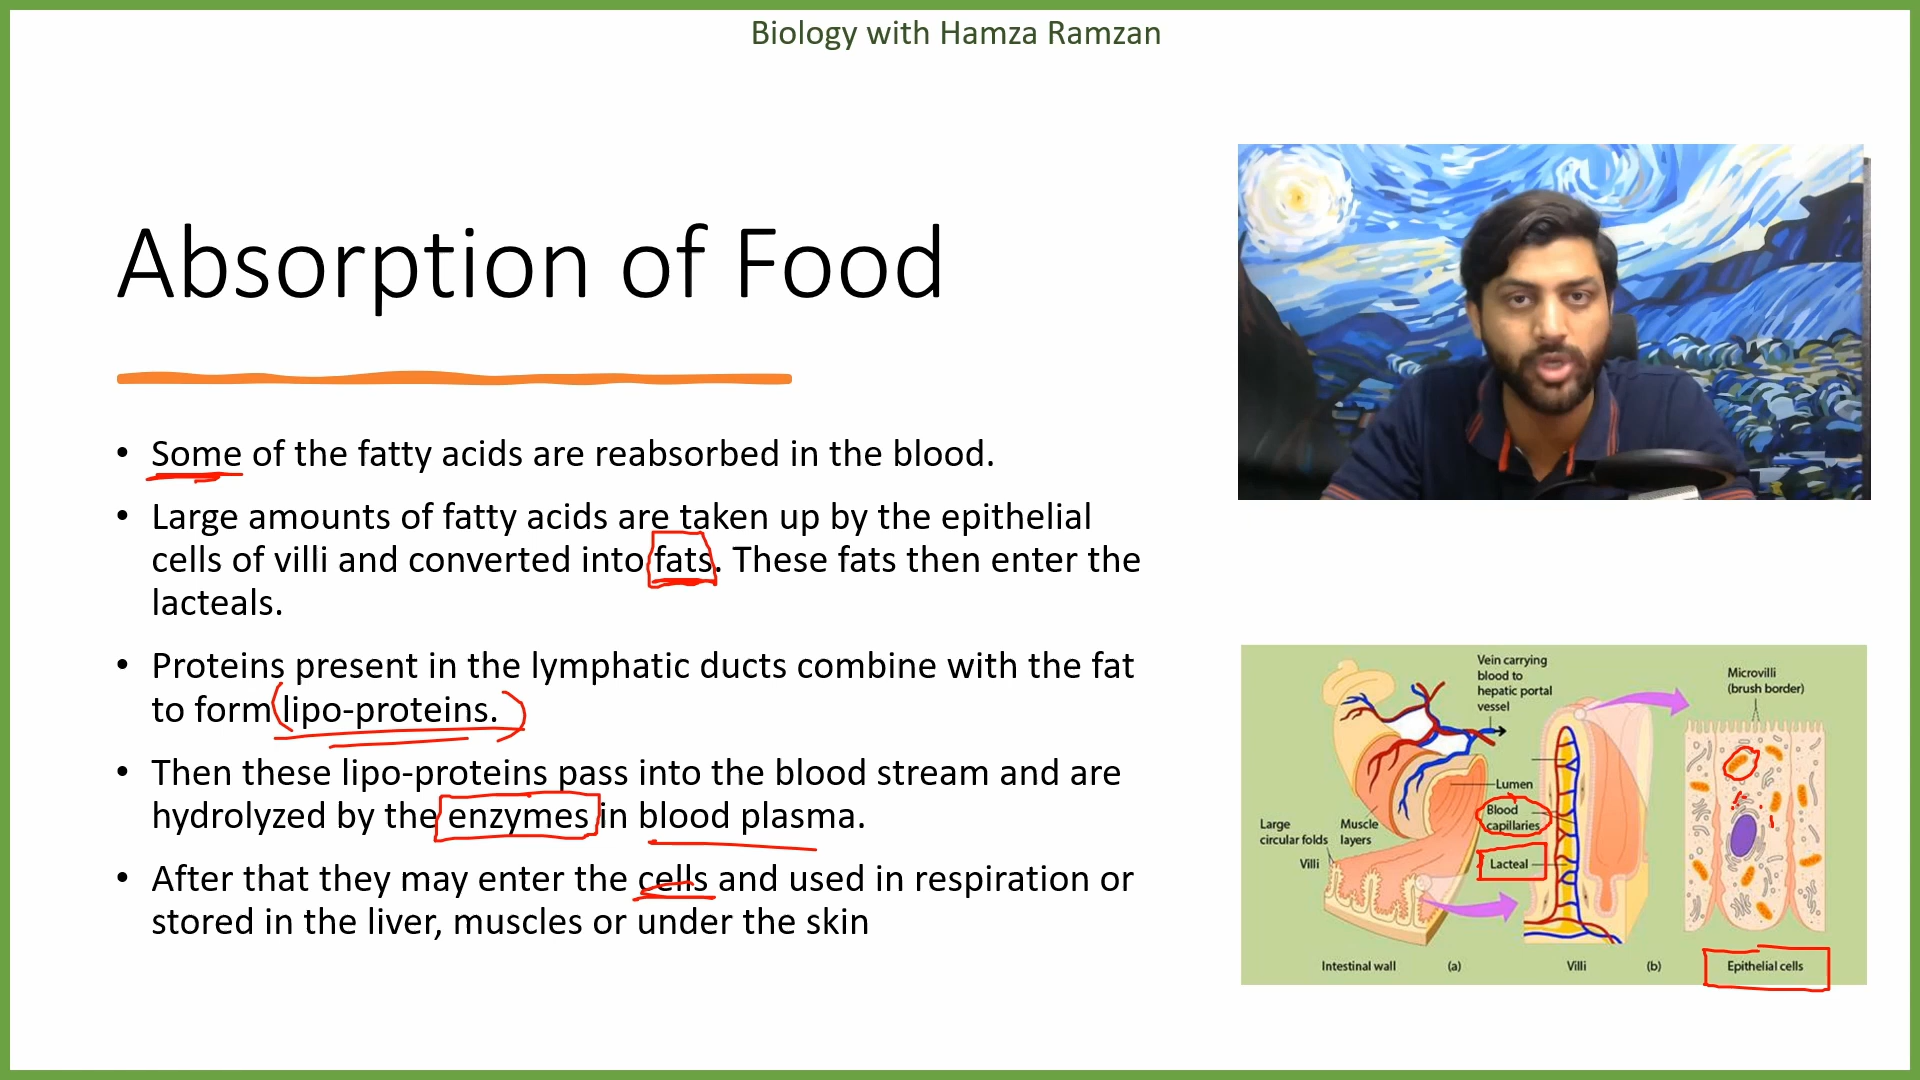 Biology with Hamza Ramzan
Absorption of Food
• Some of the fatty acids are reabsorbed in the blood.
• Large amounts of fatty acids are taken up by the epithelial
cells of villi and converted into fats. These fats then enter the
lacteals.
• Proteins present in the lymphatic ducts combine with the fat
to form lipo-proteins.
• Then these lipo-proteins pass into the blood stream and are
hydrolyzed by the enzymes in blood plasma.
• After that they may enter the cells and used in respiration or
stored in the liver, muscles or under the skin
Vein carrying
blood to
hepatic portal
vessel
Microvilli
(brush border)
Lumen
Blood
capillaries
Large
circular folds
Muscle
layers
Villi
Lacteal
Intestinal wall
(a)
Villi
(b)
Epithelial cells